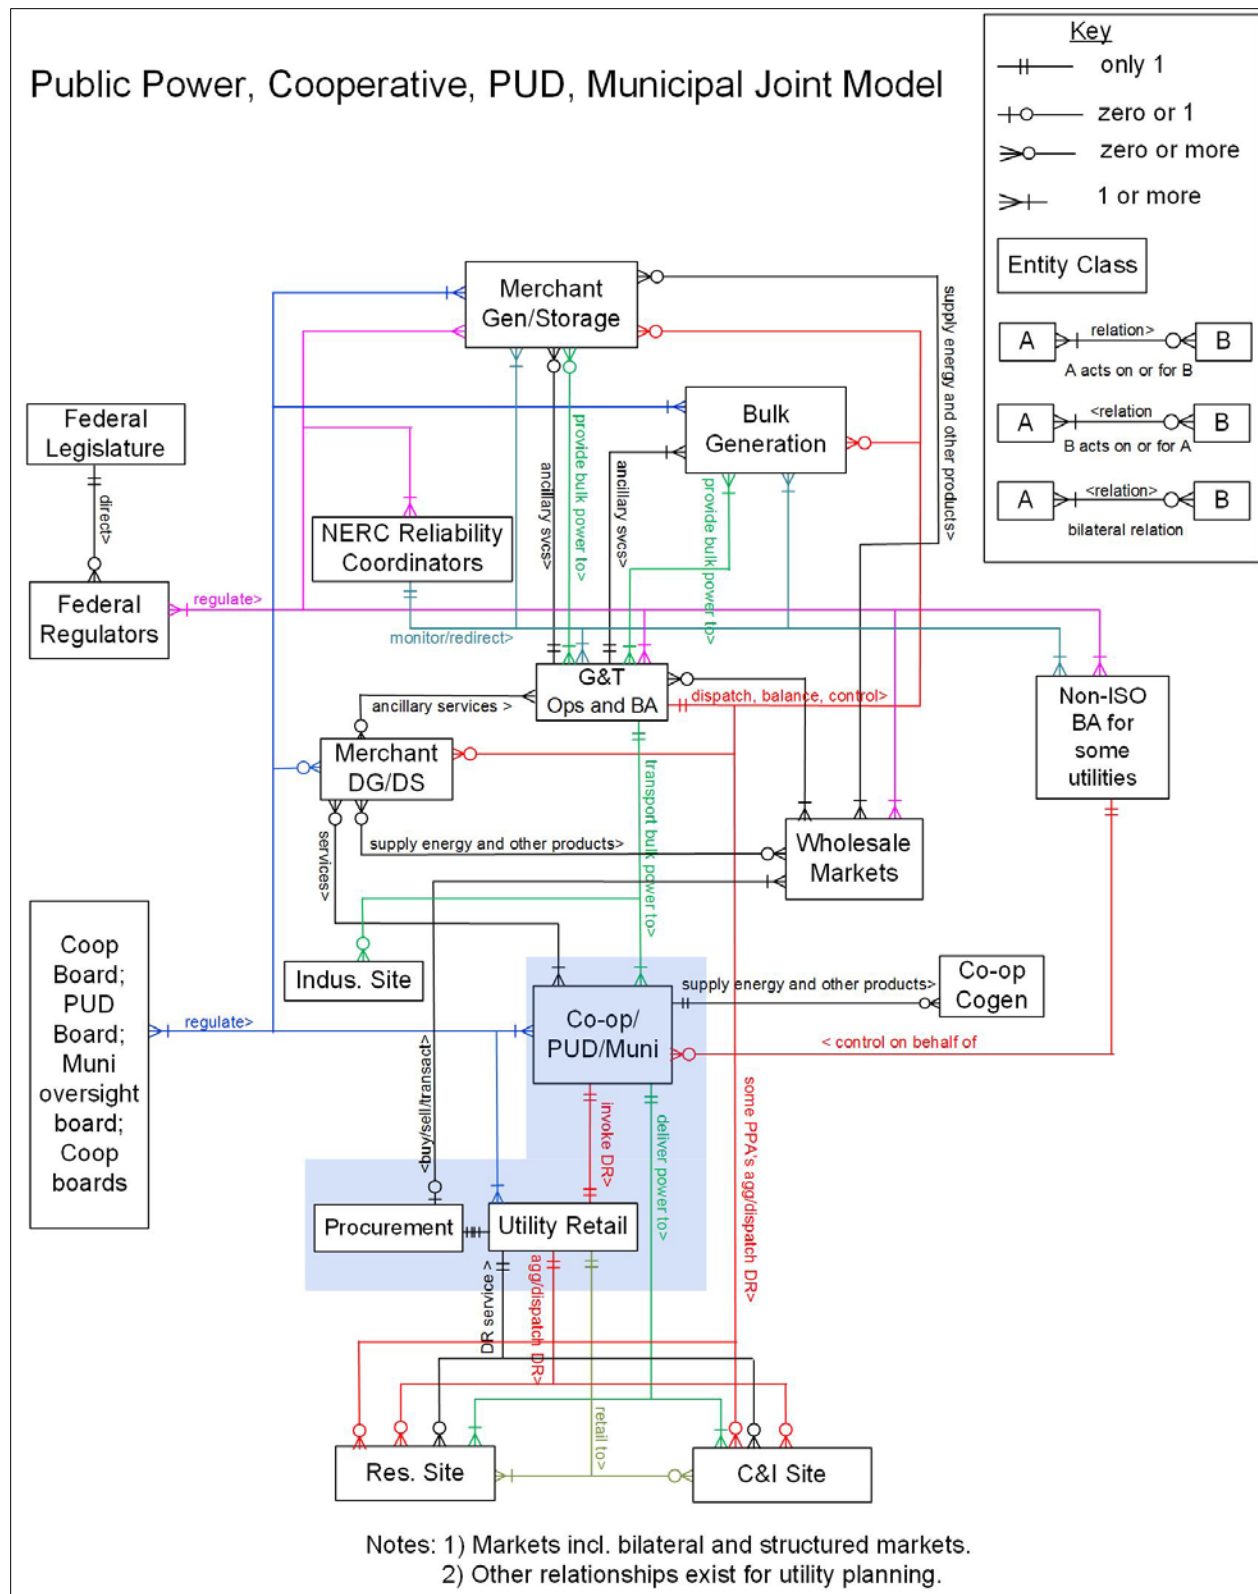 Public Power, Cooperative, PUD, Municipal Joint Model
Key
only 1
zero or 1
zero or more
1 or more
Entity Class
A
relation>
B
A acts on or for B
A
<relation
B
B acts on or for A
A
<relation>
B
bilateral relation
Merchant
Gen/Storage
supply energy and other products>
Bulk
Generation
Federal
Legislature
direct>
ancillary svcs>
provide bulk power to>
ancillary svcs>
provide bulk power to>
NERC Reliability
Coordinators
Federal
Regulators
regulate>
monitor/redirect>
G&T
Ops and BA
dispatch, balance, control>
Non-ISO
BA for
some
utilities
ancillary services >
Merchant
DG/DS
transport bulk power to>
services>
supply energy and other products>
Wholesale
Markets
Indus. Site
Coop
Board;
PUD
Board;
Muni
oversight
board;
Coop
boards
regulate>
Co-op/
PUD/Muni
supply energy and other products>
Co-op
Cogen
< control on behalf of
<buy/sell/transact>
invoke DR>
deliver power to>
some PPA's agg/dispatch DR>
Procurement
Utility Retail
DR service >
agg/dispatch DR>
retail to>
Res. Site
C&I Site
Notes: 1) Markets incl. bilateral and structured markets.
2) Other relationships exist for utility planning.